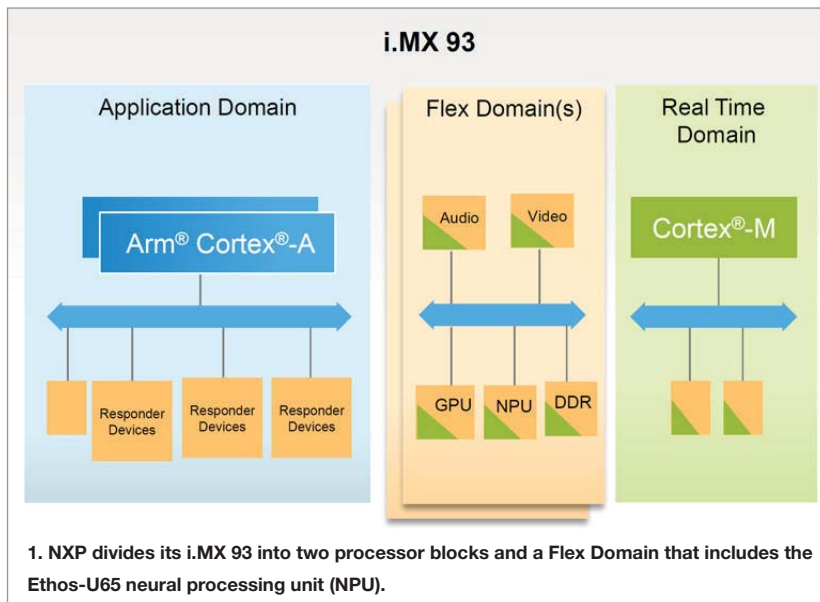 i.MX 93
Application Domain
Flex Domain(s)
Real Time
Domain
Arm® Cortex®-A
Audio
Video
Cortex®-M
Responder
Devices
Responder
Devices
Responder
Devices
GPU
NPU
DDR
1. NXP divides its i.MX 93 into two processor blocks and a Flex Domain that includes the
Ethos-U65 neural processing unit (NPU).